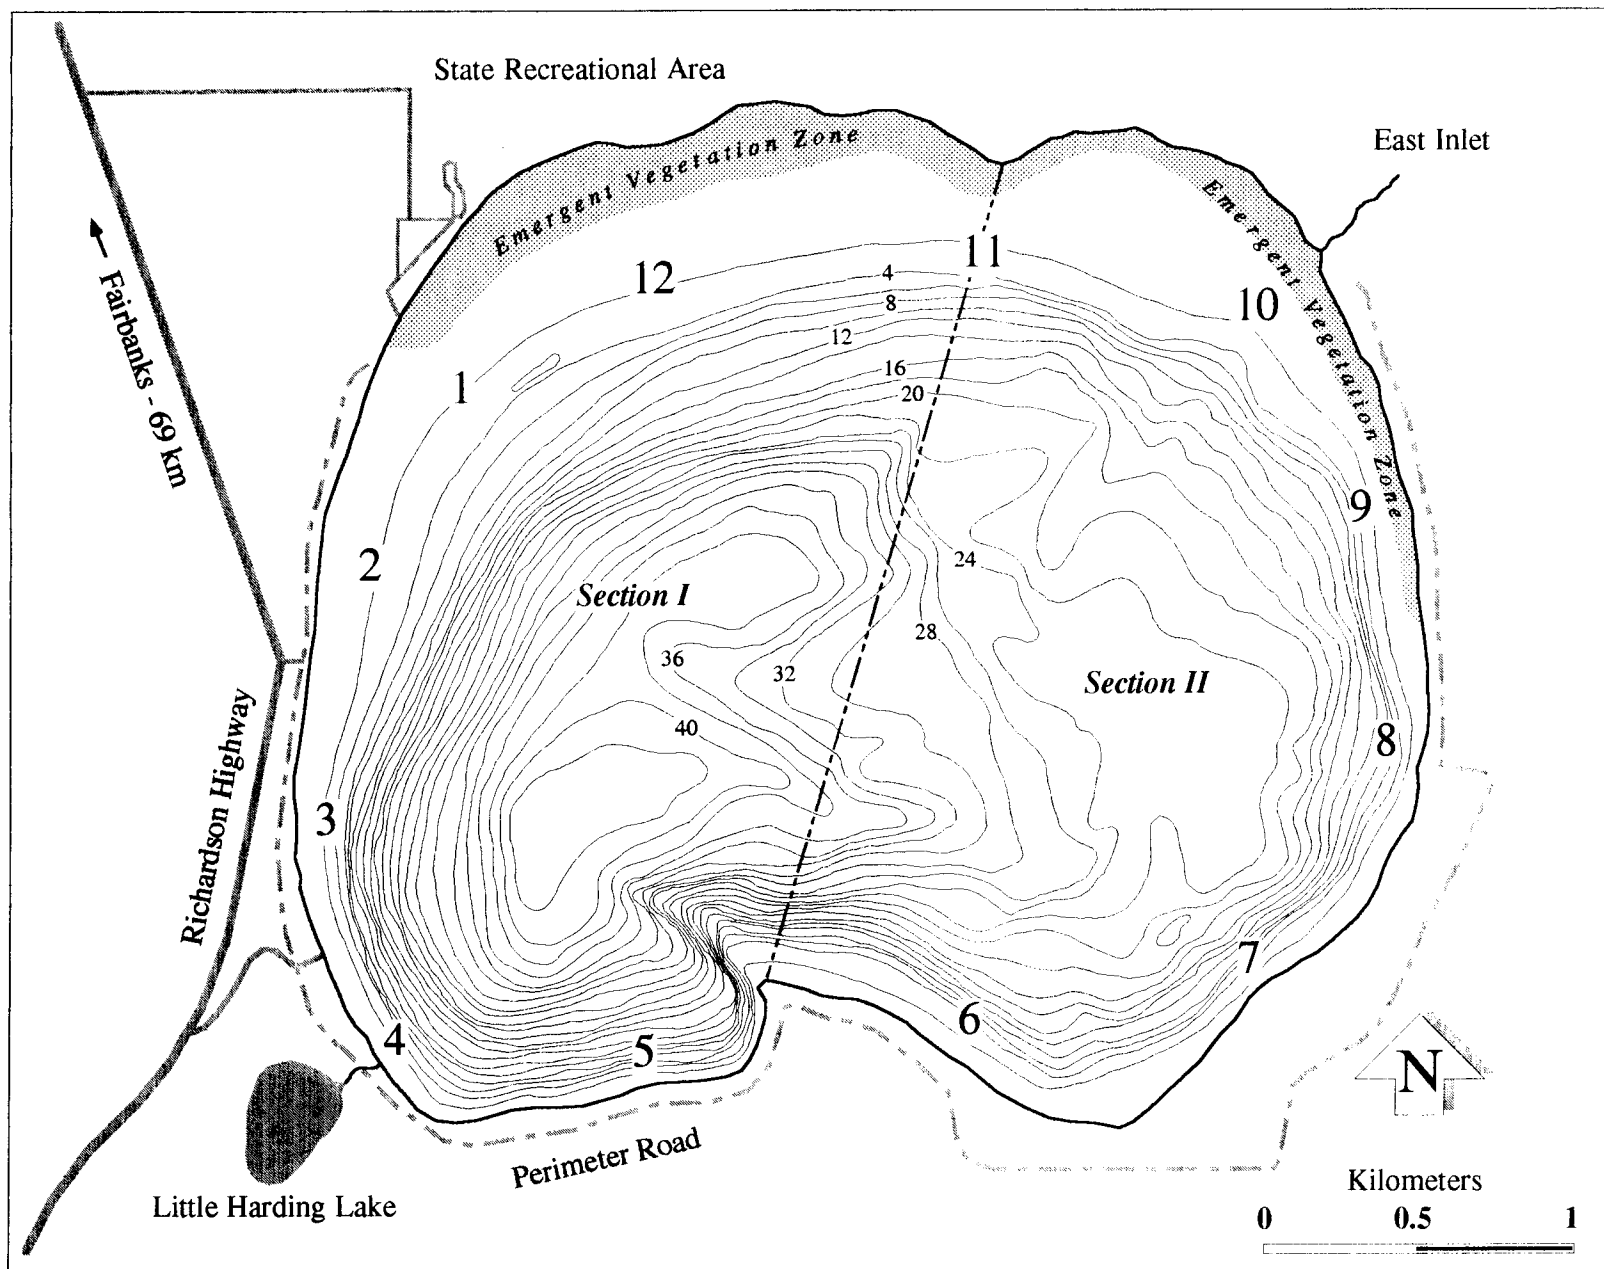 State Recreational Area
Emergent Vegetation Zone
East Inlet
Emergent Vegetation Zone
11
12
4
10
8
Fairbanks - 69 km
12
16
1
20
9
2
24
Section I
28
36
32
Section II
40
8
Richardson Highway
3
7
6
4
5
N
Perimeter Road
Little Harding Lake
Kilometers
0 0.5 1